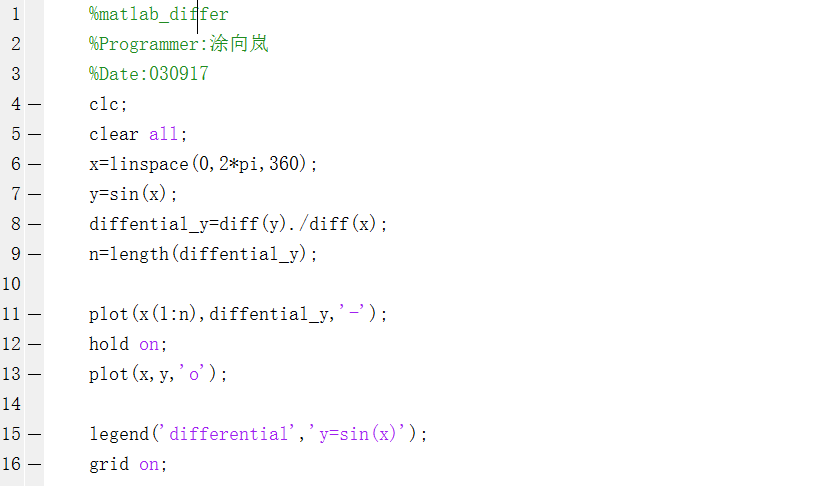 1 %matlab_differ
2 %Programmer:涂向岚
3 %Date:030917
4 — clc;
5 — clear all;
6 — x=linspace(0,2*pi,360);
7 — y=sin(x);
8 — diffential_y=diff(y)./diff(x);
9 — n=length(diffential_y);
10
11 — plot(x(1:n),diffential_y,'-');
12 — hold on;
13 — plot(x,y,'o');
14
15 — legend('differential','y=sin(x)');
16 — grid on;